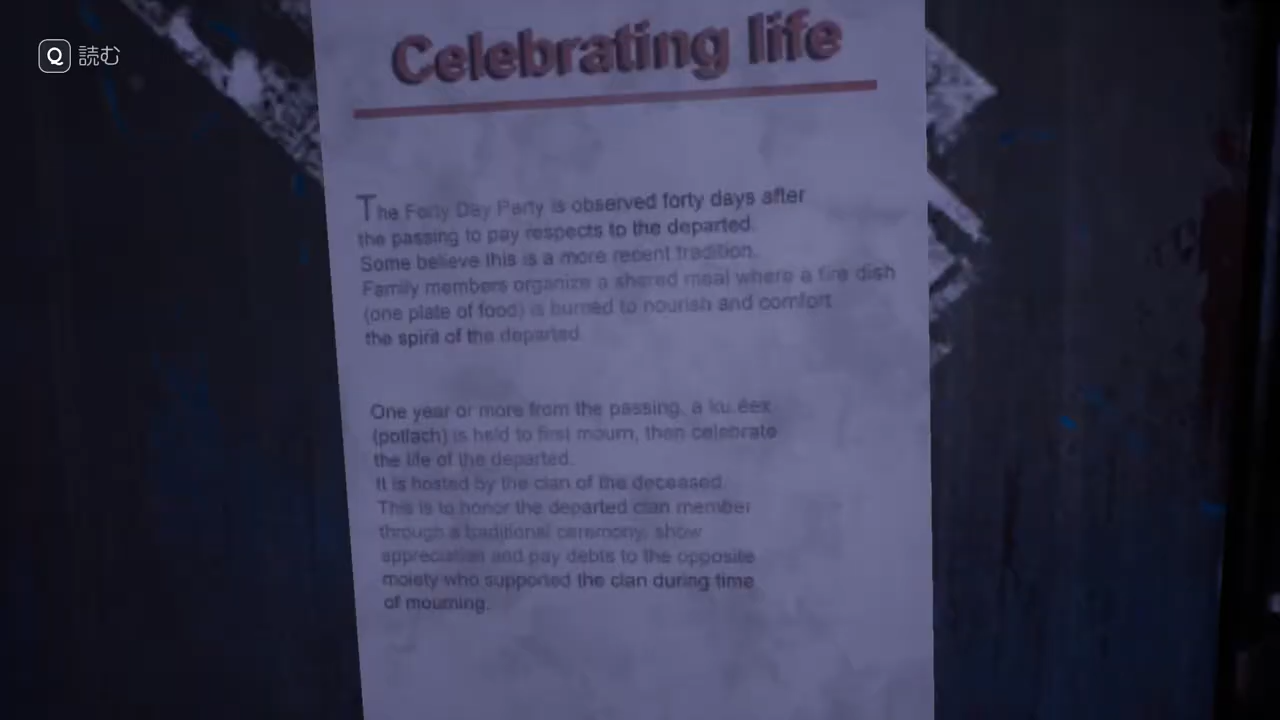 Q 読む
Celebrating life
The Forty Day Party is observed forty days after
the passing to pay respects to the departed.
Some believe this is a more recent tradition.
Family members organize a shared meal where a fire dish
(one plate of food) is burned to nourish and comfort
the spirit of the departed.
One year or more from the passing, a ku.éex
(potlach) is held to first mourn, then celebrate
the life of the departed.
It is hosted by the clan of the deceased.
This is to honor the departed clan member
through a traditional ceremony, show
appreciation and pay debts to the opposite
moiety who supported the clan during time
of mourning.